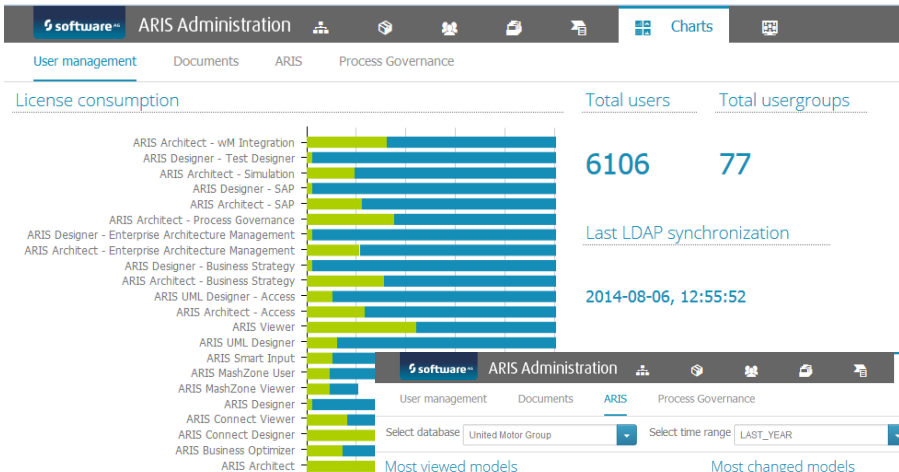 software AG ARIS Administration Charts
User management Documents ARIS Process Governance
License consumption
Total users Total usergroups
ARIS Architect - wM Integration
ARIS Designer - Test Designer
ARIS Architect - Simulation
ARIS Designer - SAP
ARIS Architect - SAP
ARIS Architect - Process Governance
ARIS Designer - Enterprise Architecture Management
ARIS Architect - Enterprise Architecture Management
ARIS Designer - Business Strategy
ARIS Architect - Business Strategy
ARIS UML Designer - Access
ARIS Architect - Access
ARIS Viewer
ARIS UML Designer
ARIS Smart Input
ARIS MashZone User
ARIS MashZone Viewer
ARIS Designer
ARIS Connect Viewer
ARIS Connect Designer
ARIS Business Optimizer
ARIS Architect
6106 77
Last LDAP synchronization
2014-08-06, 12:55:52
software AG ARIS Administration
User management Documents ARIS Process Governance
Select database United Motor Group Select time range LAST_YEAR
Most viewed models Most changed models